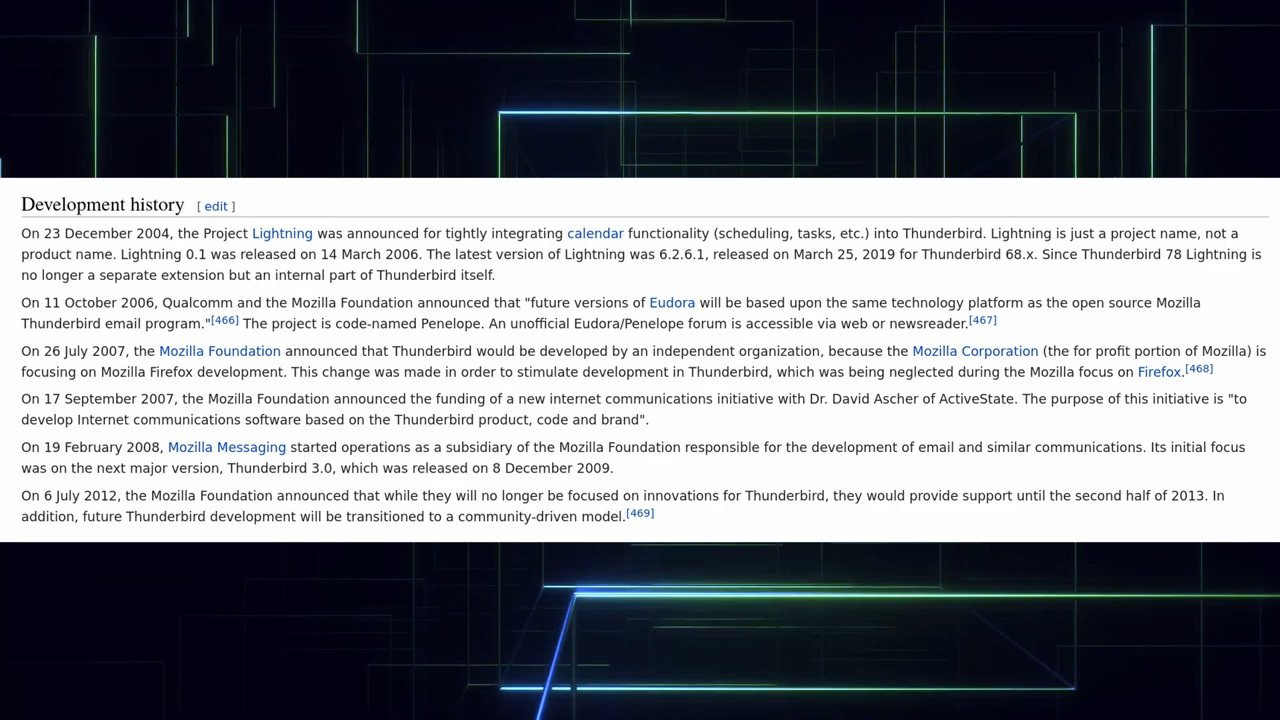 Development history [ edit ]
On 23 December 2004, the Project Lightning was announced for tightly integrating calendar functionality (scheduling, tasks, etc.) into Thunderbird. Lightning is just a project name, not a
product name. Lightning 0.1 was released on 14 March 2006. The latest version of Lightning was 6.2.6.1, released on March 25, 2019 for Thunderbird 68.x. Since Thunderbird 78 Lightning is
no longer a separate extension but an internal part of Thunderbird itself.
On 11 October 2006, Qualcomm and the Mozilla Foundation announced that "future versions of Eudora will be based upon the same technology platform as the open source Mozilla
Thunderbird email program."[466] The project is code-named Penelope. An unofficial Eudora/Penelope forum is accessible via web or newsreader.[467]
On 26 July 2007, the Mozilla Foundation announced that Thunderbird would be developed by an independent organization, because the Mozilla Corporation (the for profit portion of Mozilla) is
focusing on Mozilla Firefox development. This change was made in order to stimulate development in Thunderbird, which was being neglected during the Mozilla focus on Firefox.[468]
On 17 September 2007, the Mozilla Foundation announced the funding of a new internet communications initiative with Dr. David Ascher of ActiveState. The purpose of this initiative is "to
develop Internet communications software based on the Thunderbird product, code and brand".
On 19 February 2008, Mozilla Messaging started operations as a subsidiary of the Mozilla Foundation responsible for the development of email and similar communications. Its initial focus
was on the next major version, Thunderbird 3.0, which was released on 8 December 2009.
On 6 July 2012, the Mozilla Foundation announced that while they will no longer be focused on innovations for Thunderbird, they would provide support until the second half of 2013. In
addition, future Thunderbird development will be transitioned to a community-driven model.[469]